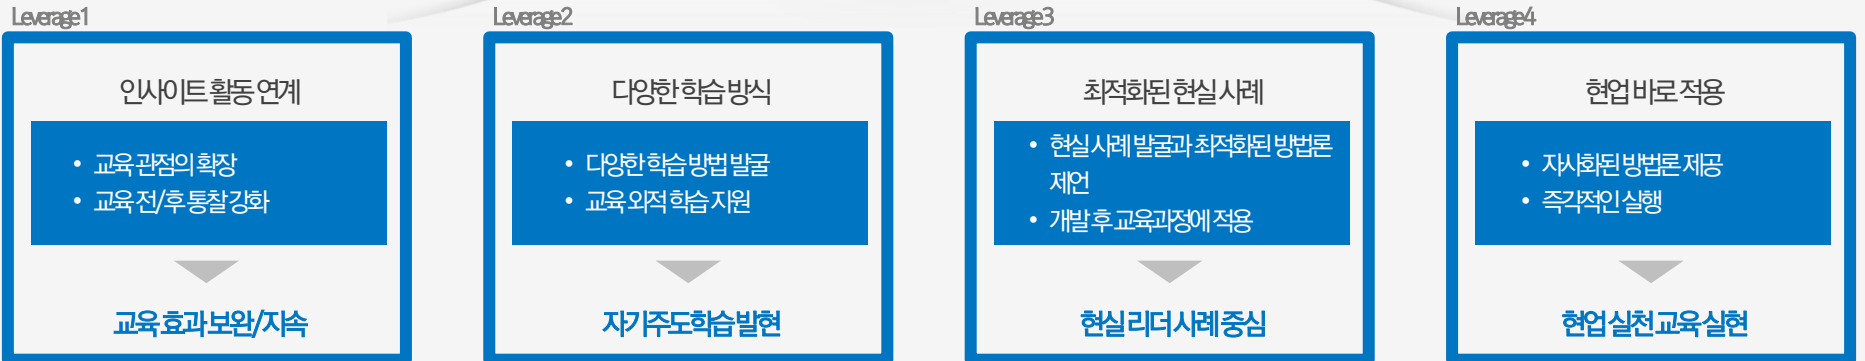 Leverage1
인사이트 활동 연계
• 교육 관점의 확장
• 교육 전/후 통찰 강화
교육 효과 보완/지속
Leverage2
다양한 학습 방식
• 다양한 학습 방법 발굴
• 교육 외적 학습 지원
자기주도학습 발현
Leverage3
최적화된 현실 사례
• 현실 사례 발굴과 최적화된 방법론
제언
• 개발 후 교육과정에 적용
현실 리더 사례 중심
Leverage4
현업 바로 적용
• 자사화된 방법론 제공
• 즉각적인 실행
현업 실천 교육 실현